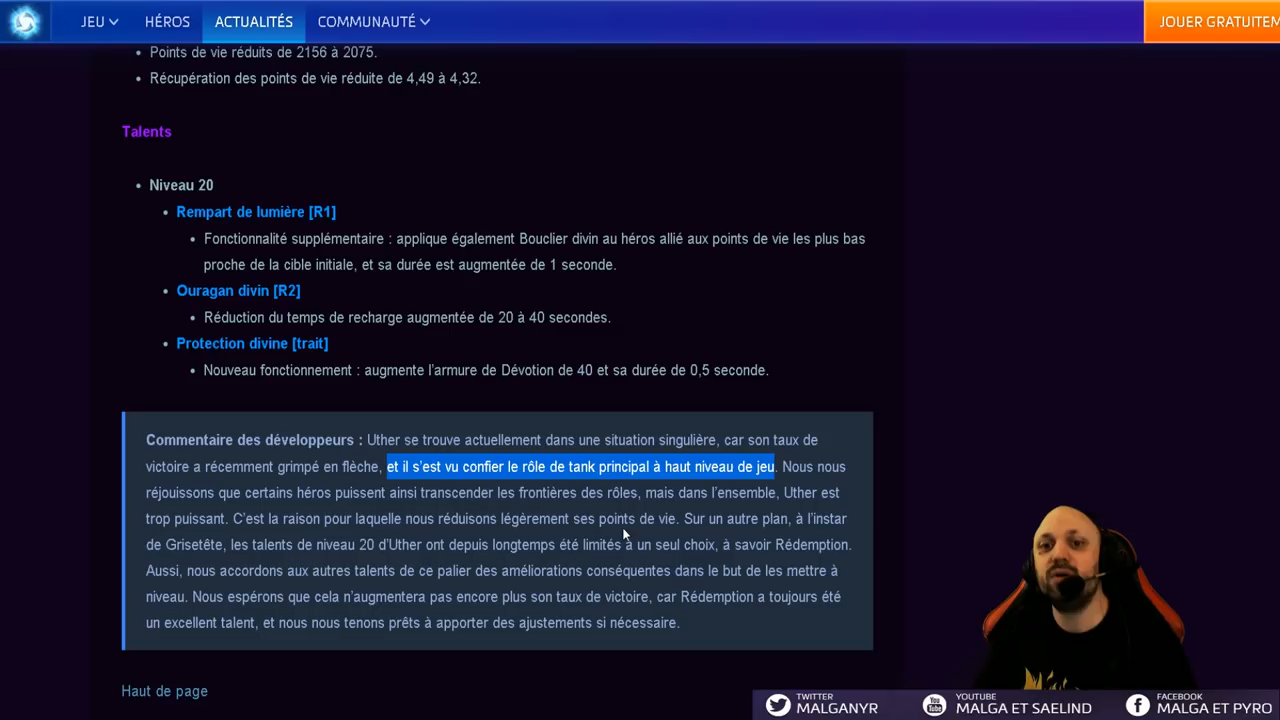 JEU HÉROS ACTUALITÉS COMMUNAUTÉ JOUER GRATUITEM
• Points de vie réduits de 2156 à 2075.
• Récupération des points de vie réduite de 4,49 à 4,32.
Talents
• Niveau 20
• Rempart de lumière [R1]
• Fonctionnalité supplémentaire : applique également Bouclier divin au héros allié aux points de vie les plus bas
proche de la cible initiale, et sa durée est augmentée de 1 seconde.
• Ouragan divin [R2]
• Réduction du temps de recharge augmentée de 20 à 40 secondes.
• Protection divine [trait]
• Nouveau fonctionnement : augmente l’armure de Dévotion de 40 et sa durée de 0,5 seconde.
Commentaire des développeurs : Uther se trouve actuellement dans une situation singulière, car son taux de
victoire a récemment grimpé en flèche, et il s’est vu confier le rôle de tank principal à haut niveau de jeu. Nous nous
réjouissons que certains héros puissent ainsi transcender les frontières des rôles, mais dans l’ensemble, Uther est
trop puissant. C’est la raison pour laquelle nous réduisons légèrement ses points de vie. Sur un autre plan, à l’instar
de Grisetête, les talents de niveau 20 d’Uther ont depuis longtemps été limités à un seul choix, à savoir Rédemption.
Aussi, nous accordons aux autres talents de ce palier des améliorations conséquentes dans le but de les mettre à
niveau. Nous espérons que cela n’augmentera pas encore plus son taux de victoire, car Rédemption a toujours été
un excellent talent, et nous nous tenons prêts à apporter des ajustements si nécessaire.
Haut de page
TWITTER
MALGANYR
YOUTUBE
MALGA ET SAELIND
FACEBOOK
MALGA ET PYRO